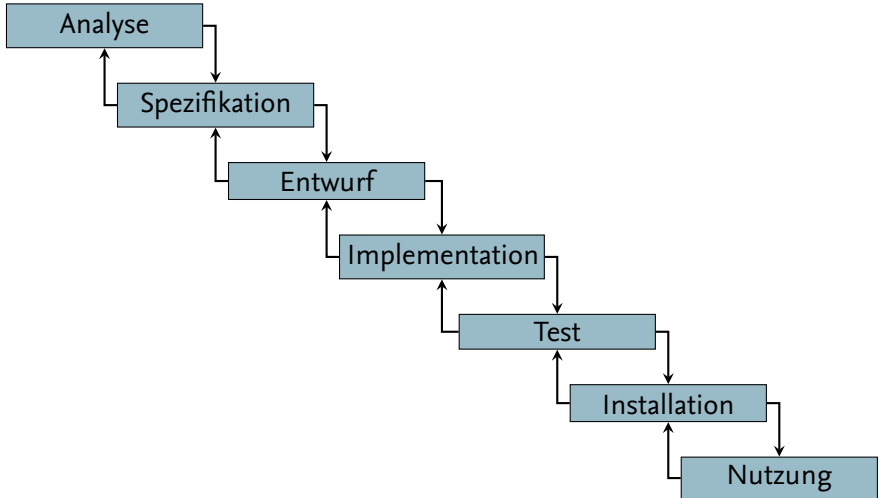 Analyse
Spezifikation
Entwurf
Implementation
Test
Installation
Nutzung